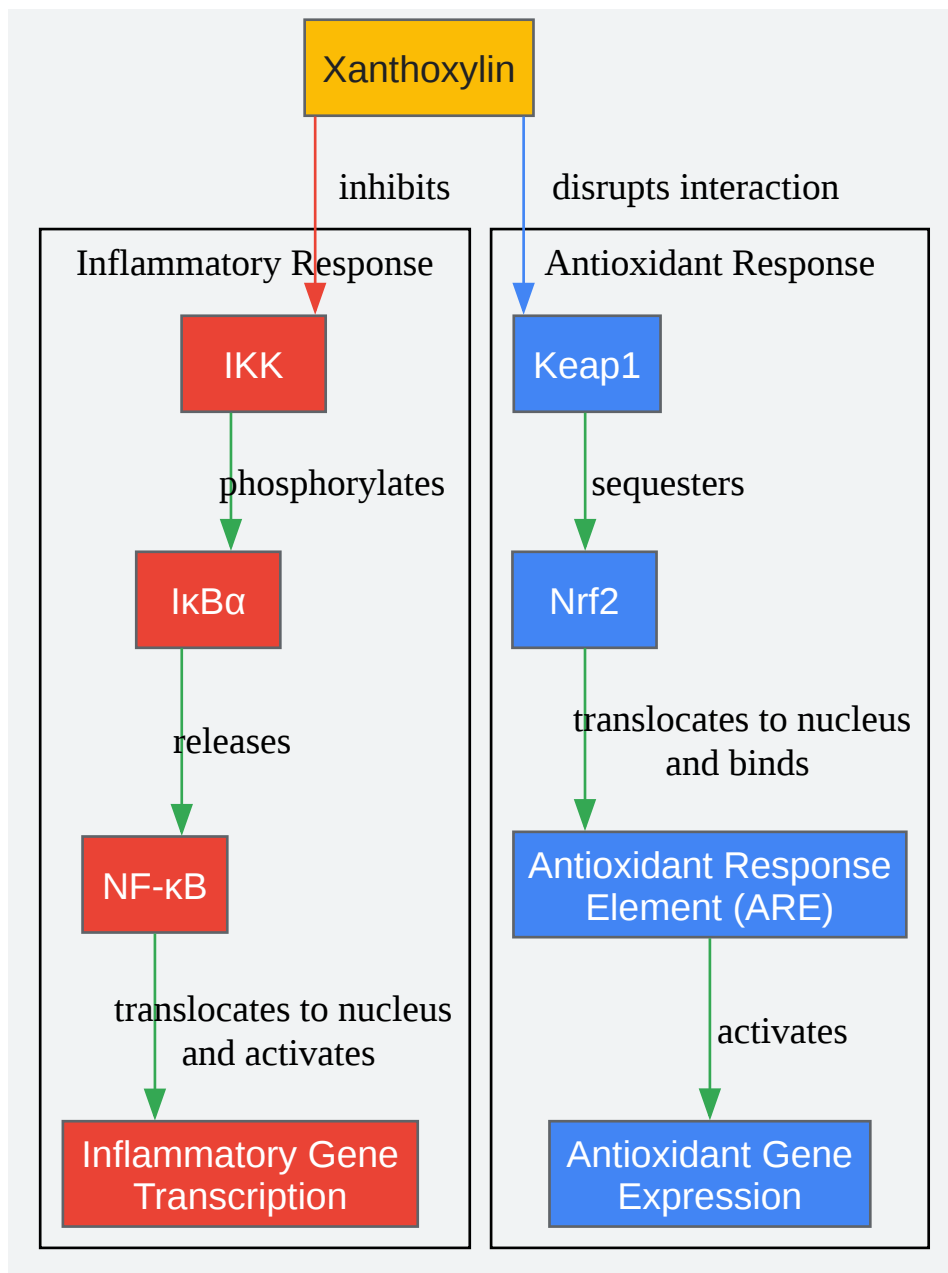 Xanthoxylin
inhibits
disrupts interaction
Inflammatory Response
Antioxidant Response
IKK
Keap1
phosphorylates
sequesters
IκBα
Nrf2
releases
translocates to nucleus
and binds
NF-κB
Antioxidant Response
Element (ARE)
translocates to nucleus
and activates
activates
Inflammatory Gene
Transcription
Antioxidant Gene
Expression